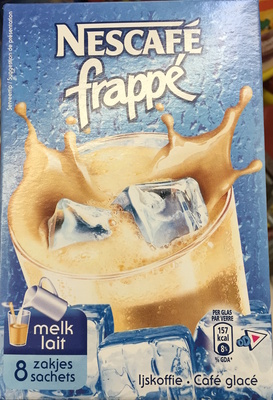 NESCAFÉ
frappé
Serveertip / Suggestion de présentation
melk
lait
8 zakjes
sachets
PER GLAS
PAR VERRE
157
kcal
8
% GDA*
IJskoffie • Café glacé